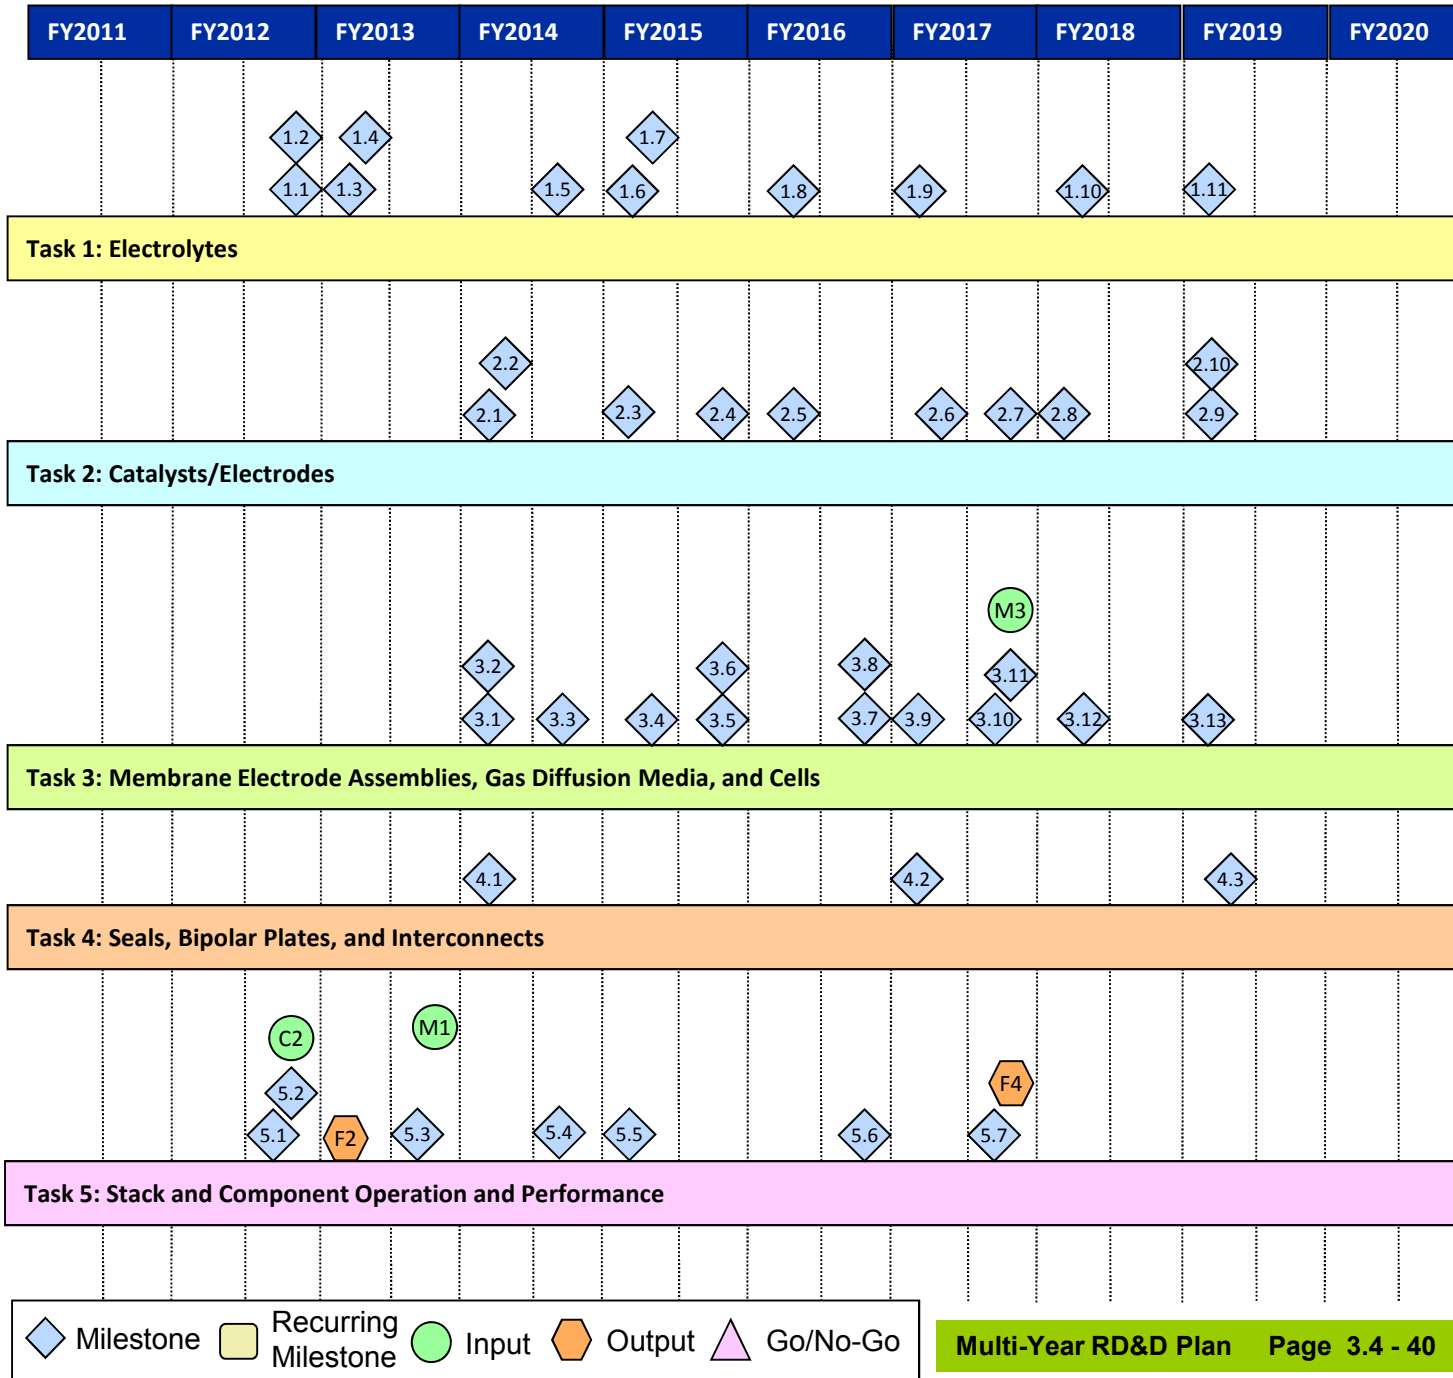 FY2011 FY2012 FY2013 FY2014 FY2015 FY2016 FY2017 FY2018 FY2019 FY2020
1.2 1.4 1.7
1.1 1.3 1.5 1.6 1.8 1.9 1.10 1.11
Task 1: Electrolytes
2.2 2.10
2.1 2.3 2.4 2.5 2.6 2.7 2.8 2.9
Task 2: Catalysts/Electrodes
M3
3.2 3.6 3.8 3.11
3.1 3.3 3.4 3.5 3.7 3.9 3.10 3.12 3.13
Task 3: Membrane Electrode Assemblies, Gas Diffusion Media, and Cells
4.1 4.2 4.3
Task 4: Seals, Bipolar Plates, and Interconnects
C2 M1
5.2 F4
5.1 F2 5.3 5.4 5.5 5.6 5.7
Task 5: Stack and Component Operation and Performance
Milestone Recurring Milestone Input Output Go/No-Go
Multi-Year RD&D Plan Page 3.4 - 40